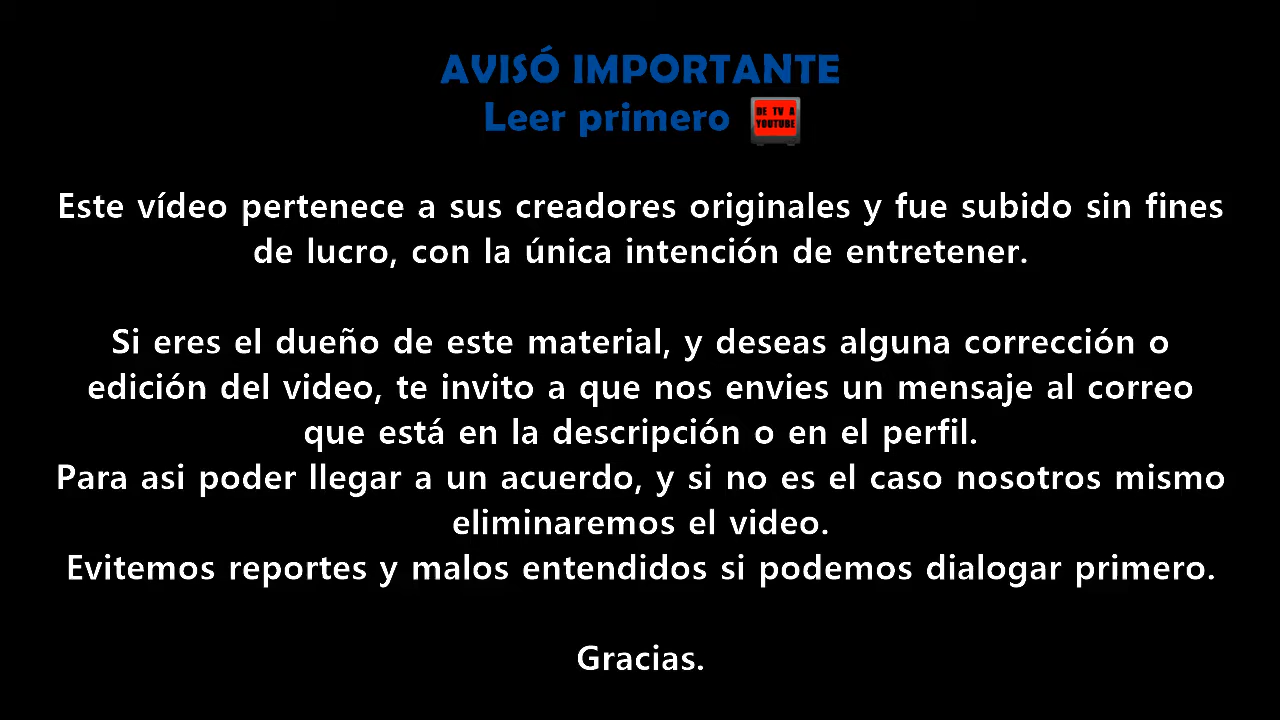 AVISÓ IMPORTANTE
Leer primero
DE TV A
YOUTUBE
Este vídeo pertenece a sus creadores originales y fue subido sin fines
de lucro, con la única intención de entretener.
Si eres el dueño de este material, y deseas alguna corrección o
edición del video, te invito a que nos envies un mensaje al correo
que está en la descripción o en el perfil.
Para asi poder llegar a un acuerdo, y si no es el caso nosotros mismo
eliminaremos el video.
Evitemos reportes y malos entendidos si podemos dialogar primero.
Gracias.